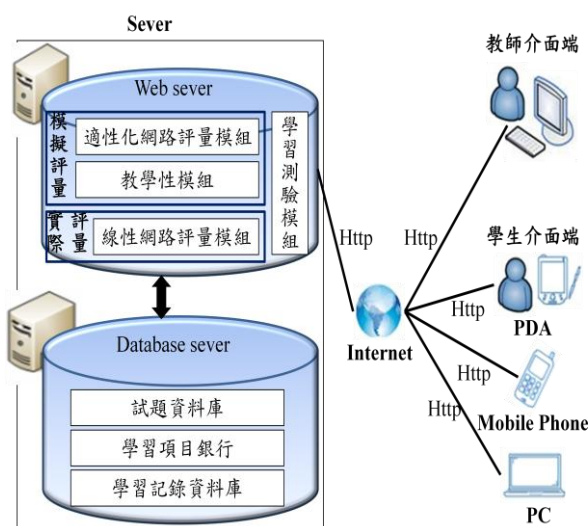 Sever
Web sever
模擬評量
適性化網路評量模組
教學性模組
實際評量
線性網路評量模組
學習測驗模組
Database sever
試題資料庫
學習項目銀行
學習記錄資料庫
Http
Internet
教師介面端
Http
學生介面端
Http
PDA
Http
Mobile Phone
Http
PC